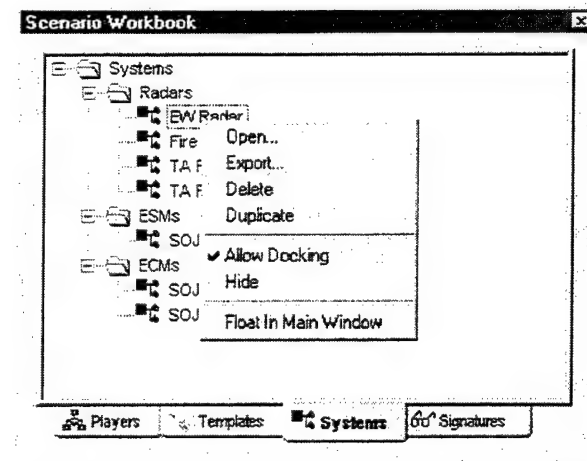 Scenario Workbook
Systems
Radars
EW Radar
Fire
TA F
TA F
ESMs
SOJ
ECMs
SOJ
SOJ
Open...
Export...
Delete
Duplicate
Allow Docking
Hide
Float In Main Window
Players
Templates
Systems
Signatures